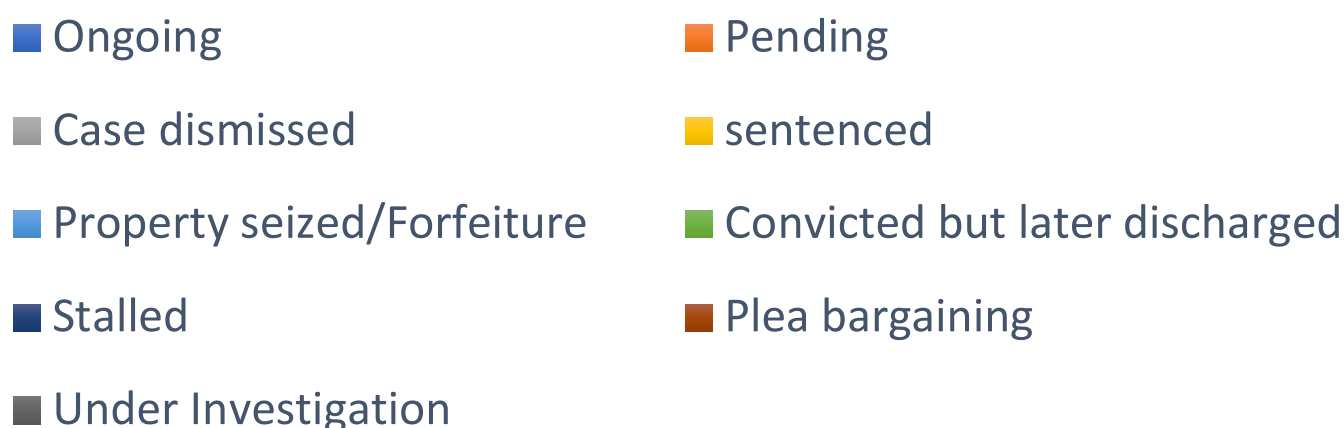 Ongoing
Pending
Case dismissed
sentenced
Property seized/Forfeiture
Convicted but later discharged
Stalled
Plea bargaining
Under Investigation